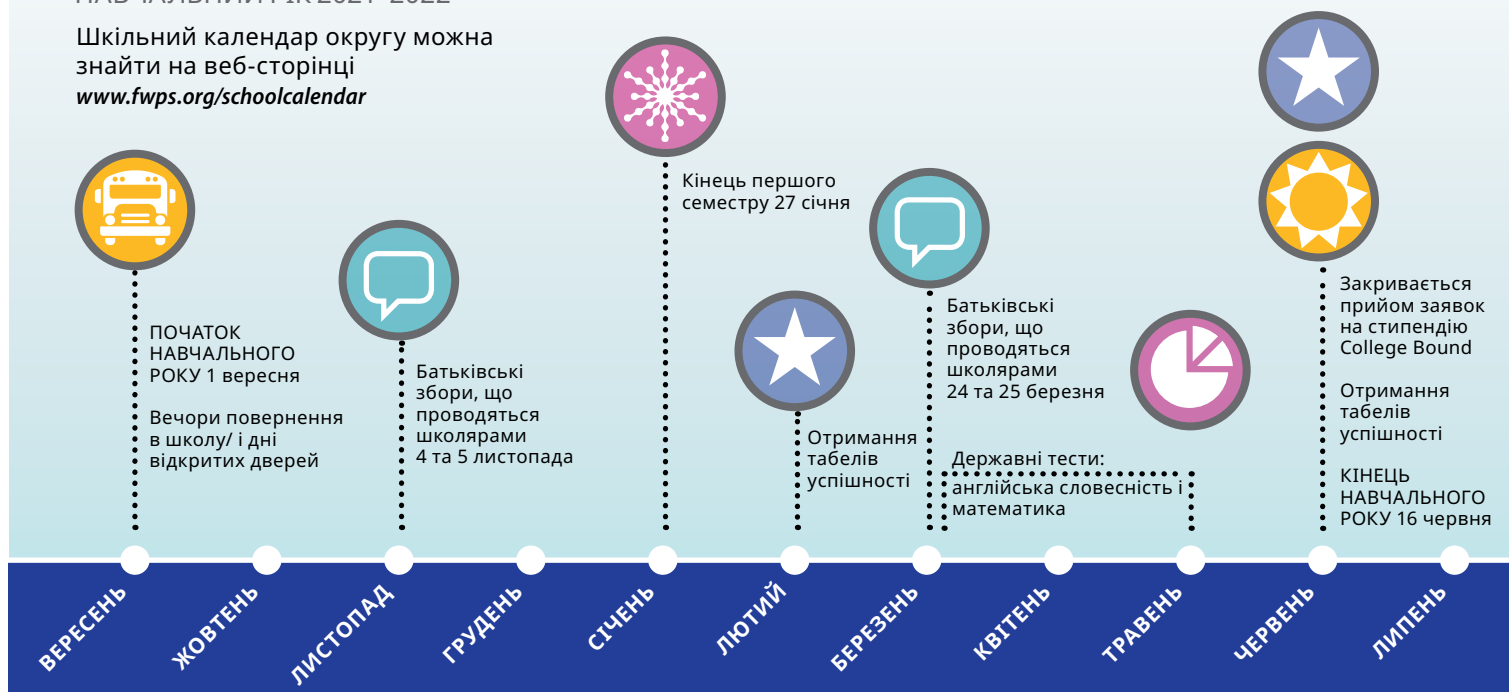 НАВЧАЛЬНИЙ РІК 2021–2022
Шкільний календар округу можна
знайти на веб-сторінці
www.fwps.org/schoolcalendar
ПОЧАТОК
НАВЧАЛЬНОГО
РОКУ 1 вересня
Вечори повернення
в школу/ і дні
відкритих дверей
Батьківські
збори, що
проводяться
школярами
4 та 5 листопада
Кінець першого
семестру 27 січня
Отримання
табелів
успішності
Батьківські
збори, що
проводяться
школярами
24 та 25 березня
Державні тести:
англійська словесність і
математика
Закривається
прийом заявок
на стипендію
College Bound
Отримання
табелів
успішності
КІНЕЦЬ
НАВЧАЛЬНОГО
РОКУ 16 червня
ВЕРЕСЕНЬ
ЖОВТЕНЬ
ЛИСТОПАД
ГРУДЕНЬ
СІЧЕНЬ
ЛЮТИЙ
БЕРЕЗЕНЬ
КВІТЕНЬ
ТРАВЕНЬ
ЧЕРВЕНЬ
ЛИПЕНЬ